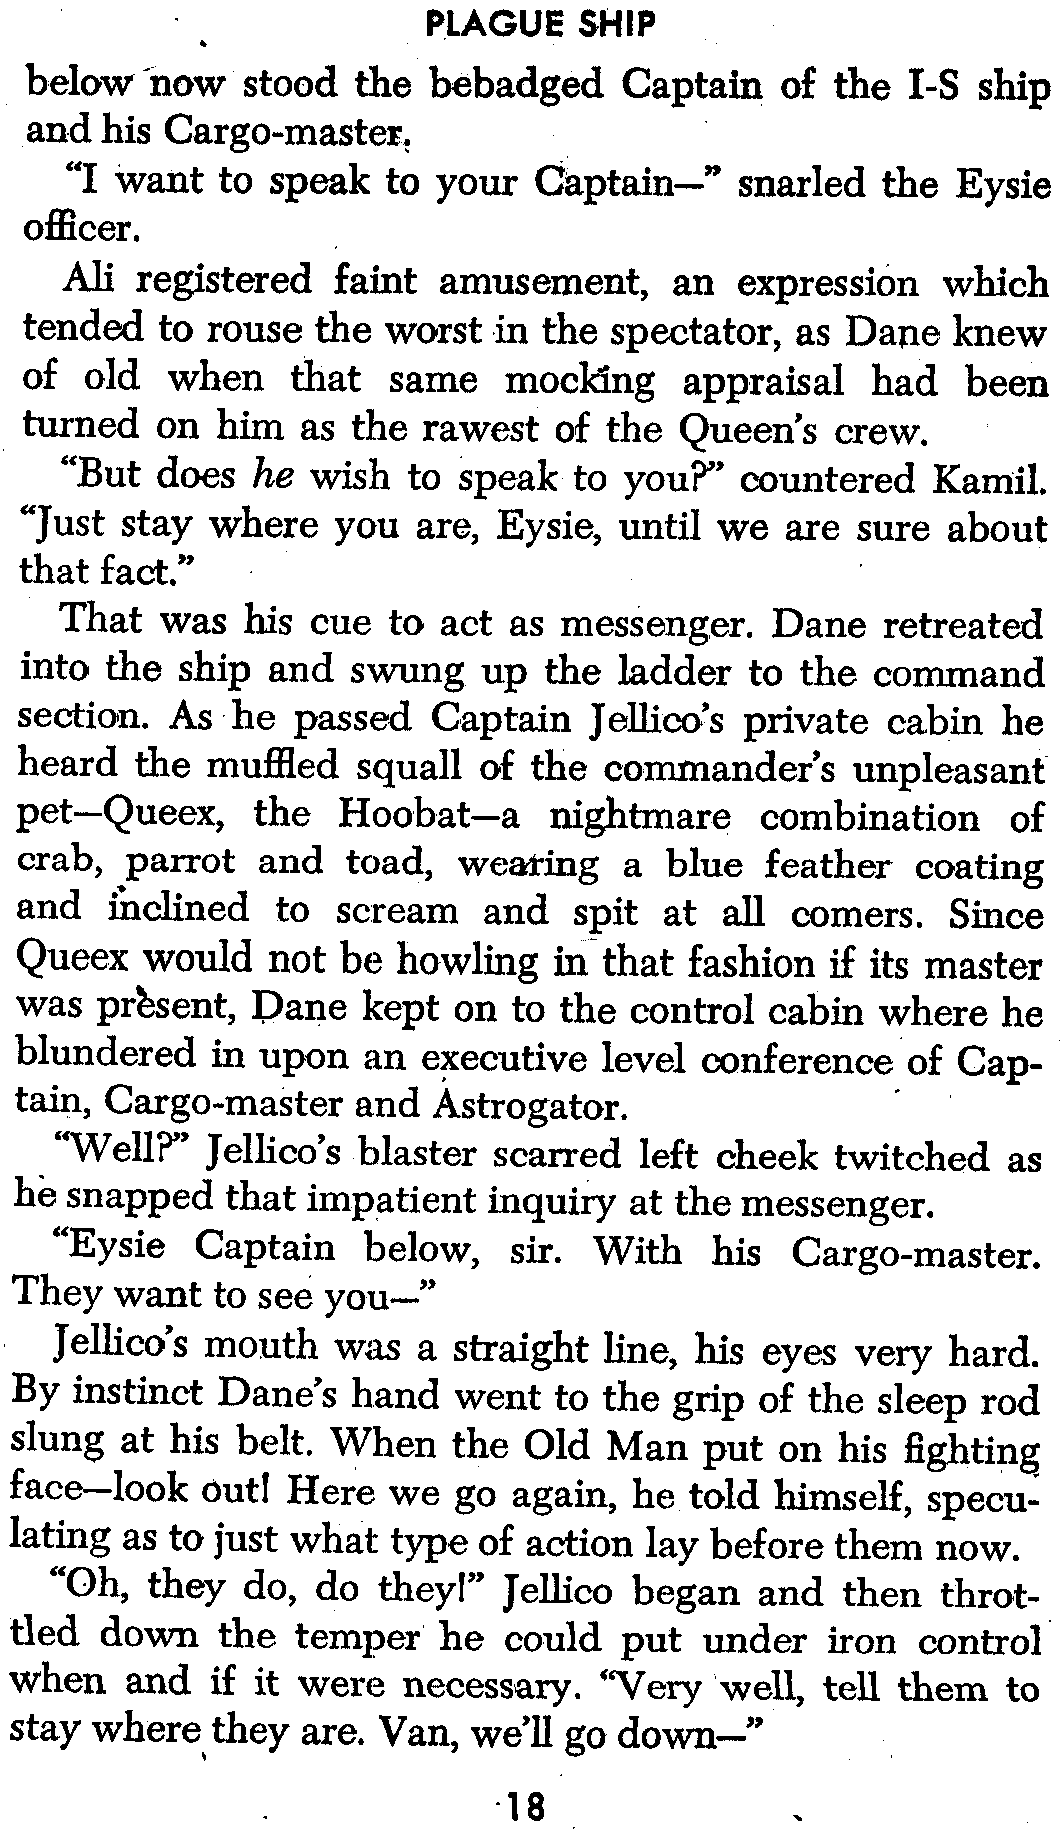 PLAGUE SHIP
below now stood the bebadged Captain of the I-S ship
and his Cargo-master.
“I want to speak to your Captain—” snarled the Eysie
officer.
Ali registered faint amusement, an expression which
tended to rouse the worst in the spectator, as Dane knew
of old when that same mocking appraisal had been
turned on him as the rawest of the Queen’s crew.
“But does he wish to speak to you?” countered Kamil.
“Just stay where you are, Eysie, until we are sure about
that fact.”
That was his cue to act as messenger. Dane retreated
into the ship and swung up the ladder to the command
section. As he passed Captain Jellico’s private cabin he
heard the muffled squall of the commander’s unpleasant
pet—Queex, the Hoobat—a nightmare combination of
crab, parrot and toad, wearing a blue feather coating
and inclined to scream and spit at all comers. Since
Queex would not be howling in that fashion if its master
was present, Dane kept on to the control cabin where he
blundered in upon an executive level conference of Cap-
tain, Cargo-master and Astrogator.
“Well?” Jellico’s blaster scarred left cheek twitched as
he snapped that impatient inquiry at the messenger.
“Eysie Captain below, sir. With his Cargo-master.
They want to see you—”
Jellico’s mouth was a straight line, his eyes very hard.
By instinct Dane’s hand went to the grip of the sleep rod
slung at his belt. When the Old Man put on his fighting
face—look out! Here we go again, he told himself, specu-
lating as to just what type of action lay before them now.
“Oh, they do, do they!” Jellico began and then throt-
tled down the temper he could put under iron control
when and if it were necessary. “Very well, tell them to
stay where they are. Van, we’ll go down—”
18